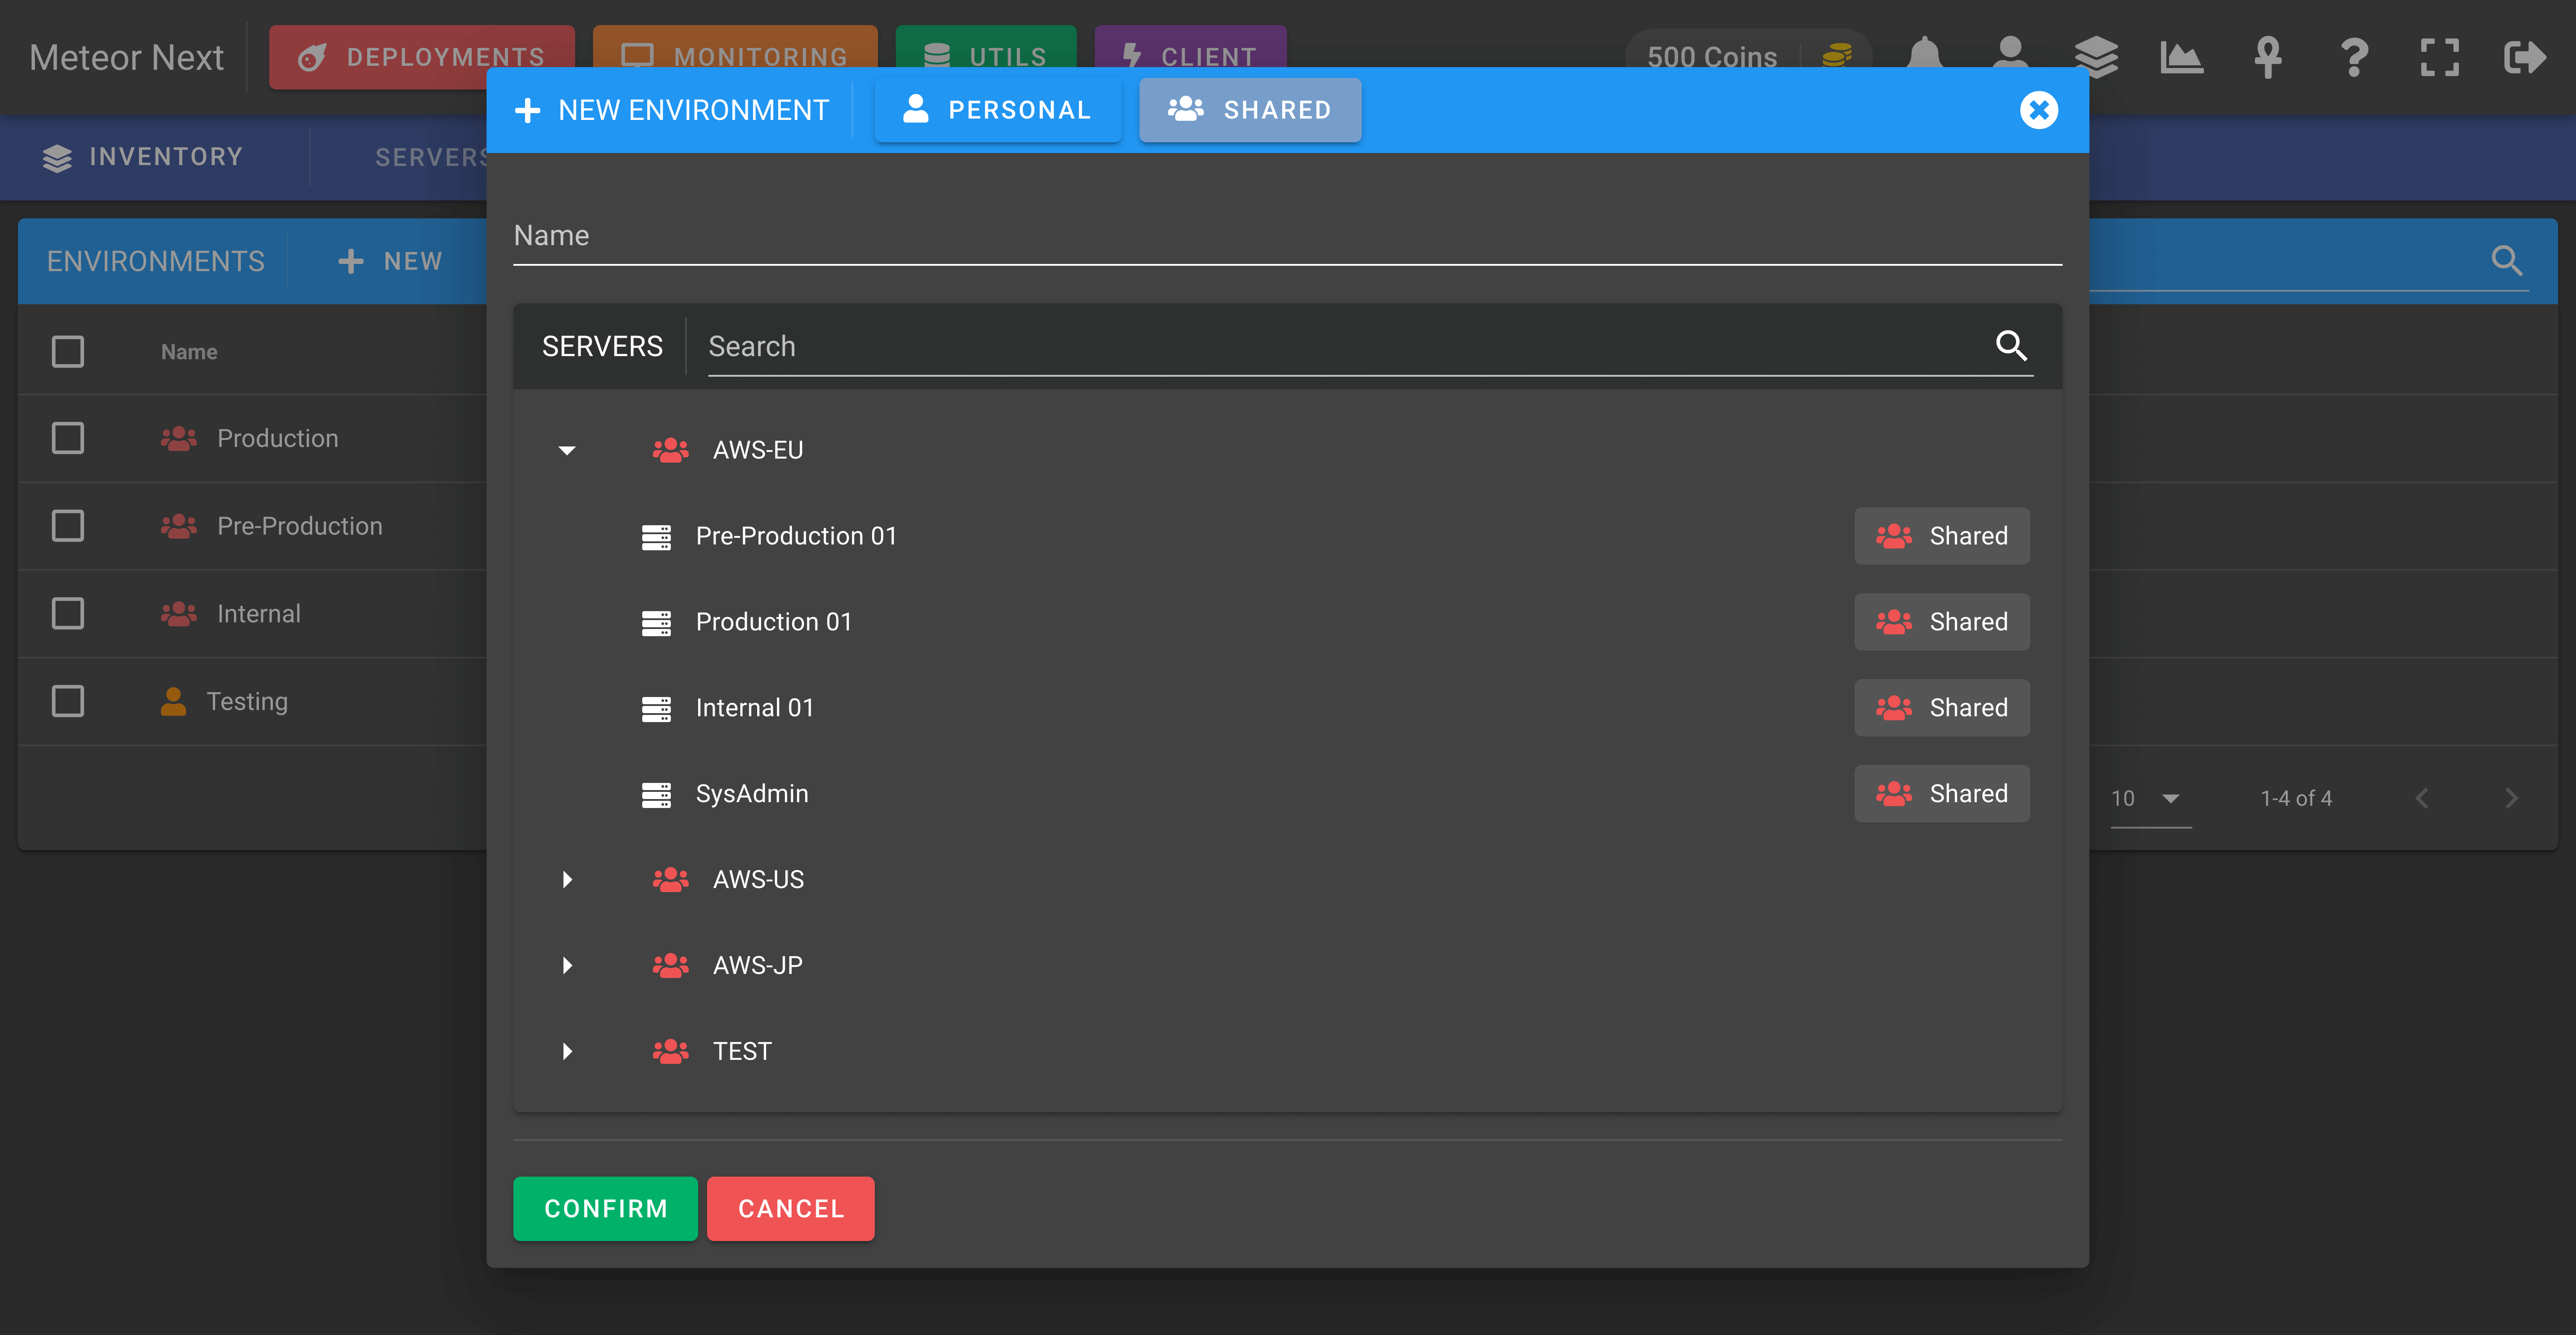 Meteor Next
DEPLOYMENTS
MONITORING
UTILS
CLIENT
500 Coins
INVENTORY
SERVERS
NEW ENVIRONMENT
PERSONAL
SHARED
ENVIRONMENTS
NEW
Name
Production
Pre-Production
Internal
Testing
10
1-4 of 4
Name
SERVERS
Search
AWS-EU
Pre-Production 01
Shared
Production 01
Shared
Internal 01
Shared
SysAdmin
Shared
AWS-US
AWS-JP
TEST
CONFIRM
CANCEL